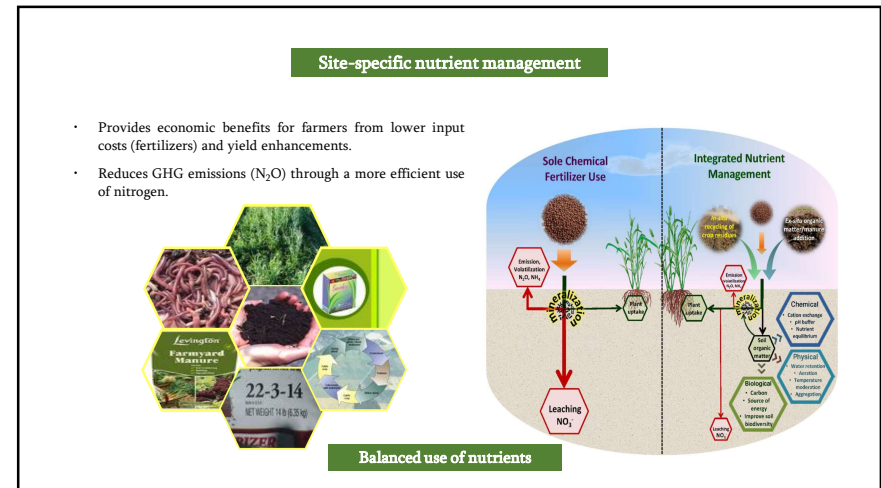 Site-specific nutrient management
• Provides economic benefits for farmers from lower input
costs (fertilizers) and yield enhancements.
• Reduces GHG emissions (N₂O) through a more efficient use
of nitrogen.
Levington
Farmyard
Manure
22-3-14
NET WEIGHT 14 lb (6.35 kg)
Balanced use of nutrients
Sole Chemical
Fertilizer Use
Emission,
Volatilization
mineralization
Plant
uptake
Leaching
NO₃⁻
Integrated Nutrient
Management
In-situ
recycling of
crop residues
Ex-situ organic
matter/manure
addition
Emission
volatilization
mineralization
Plant
uptake
Soil
organic
matter
Leaching
Chemical
• Cation exchange
• pH buffer
• Nutrient
equilibrium
Physical
• Water retention
• Aeration
• Temperature
moderation
• Aggregation
Biological
• Carbon
• Source of
energy
• Improve soil
biodiversity